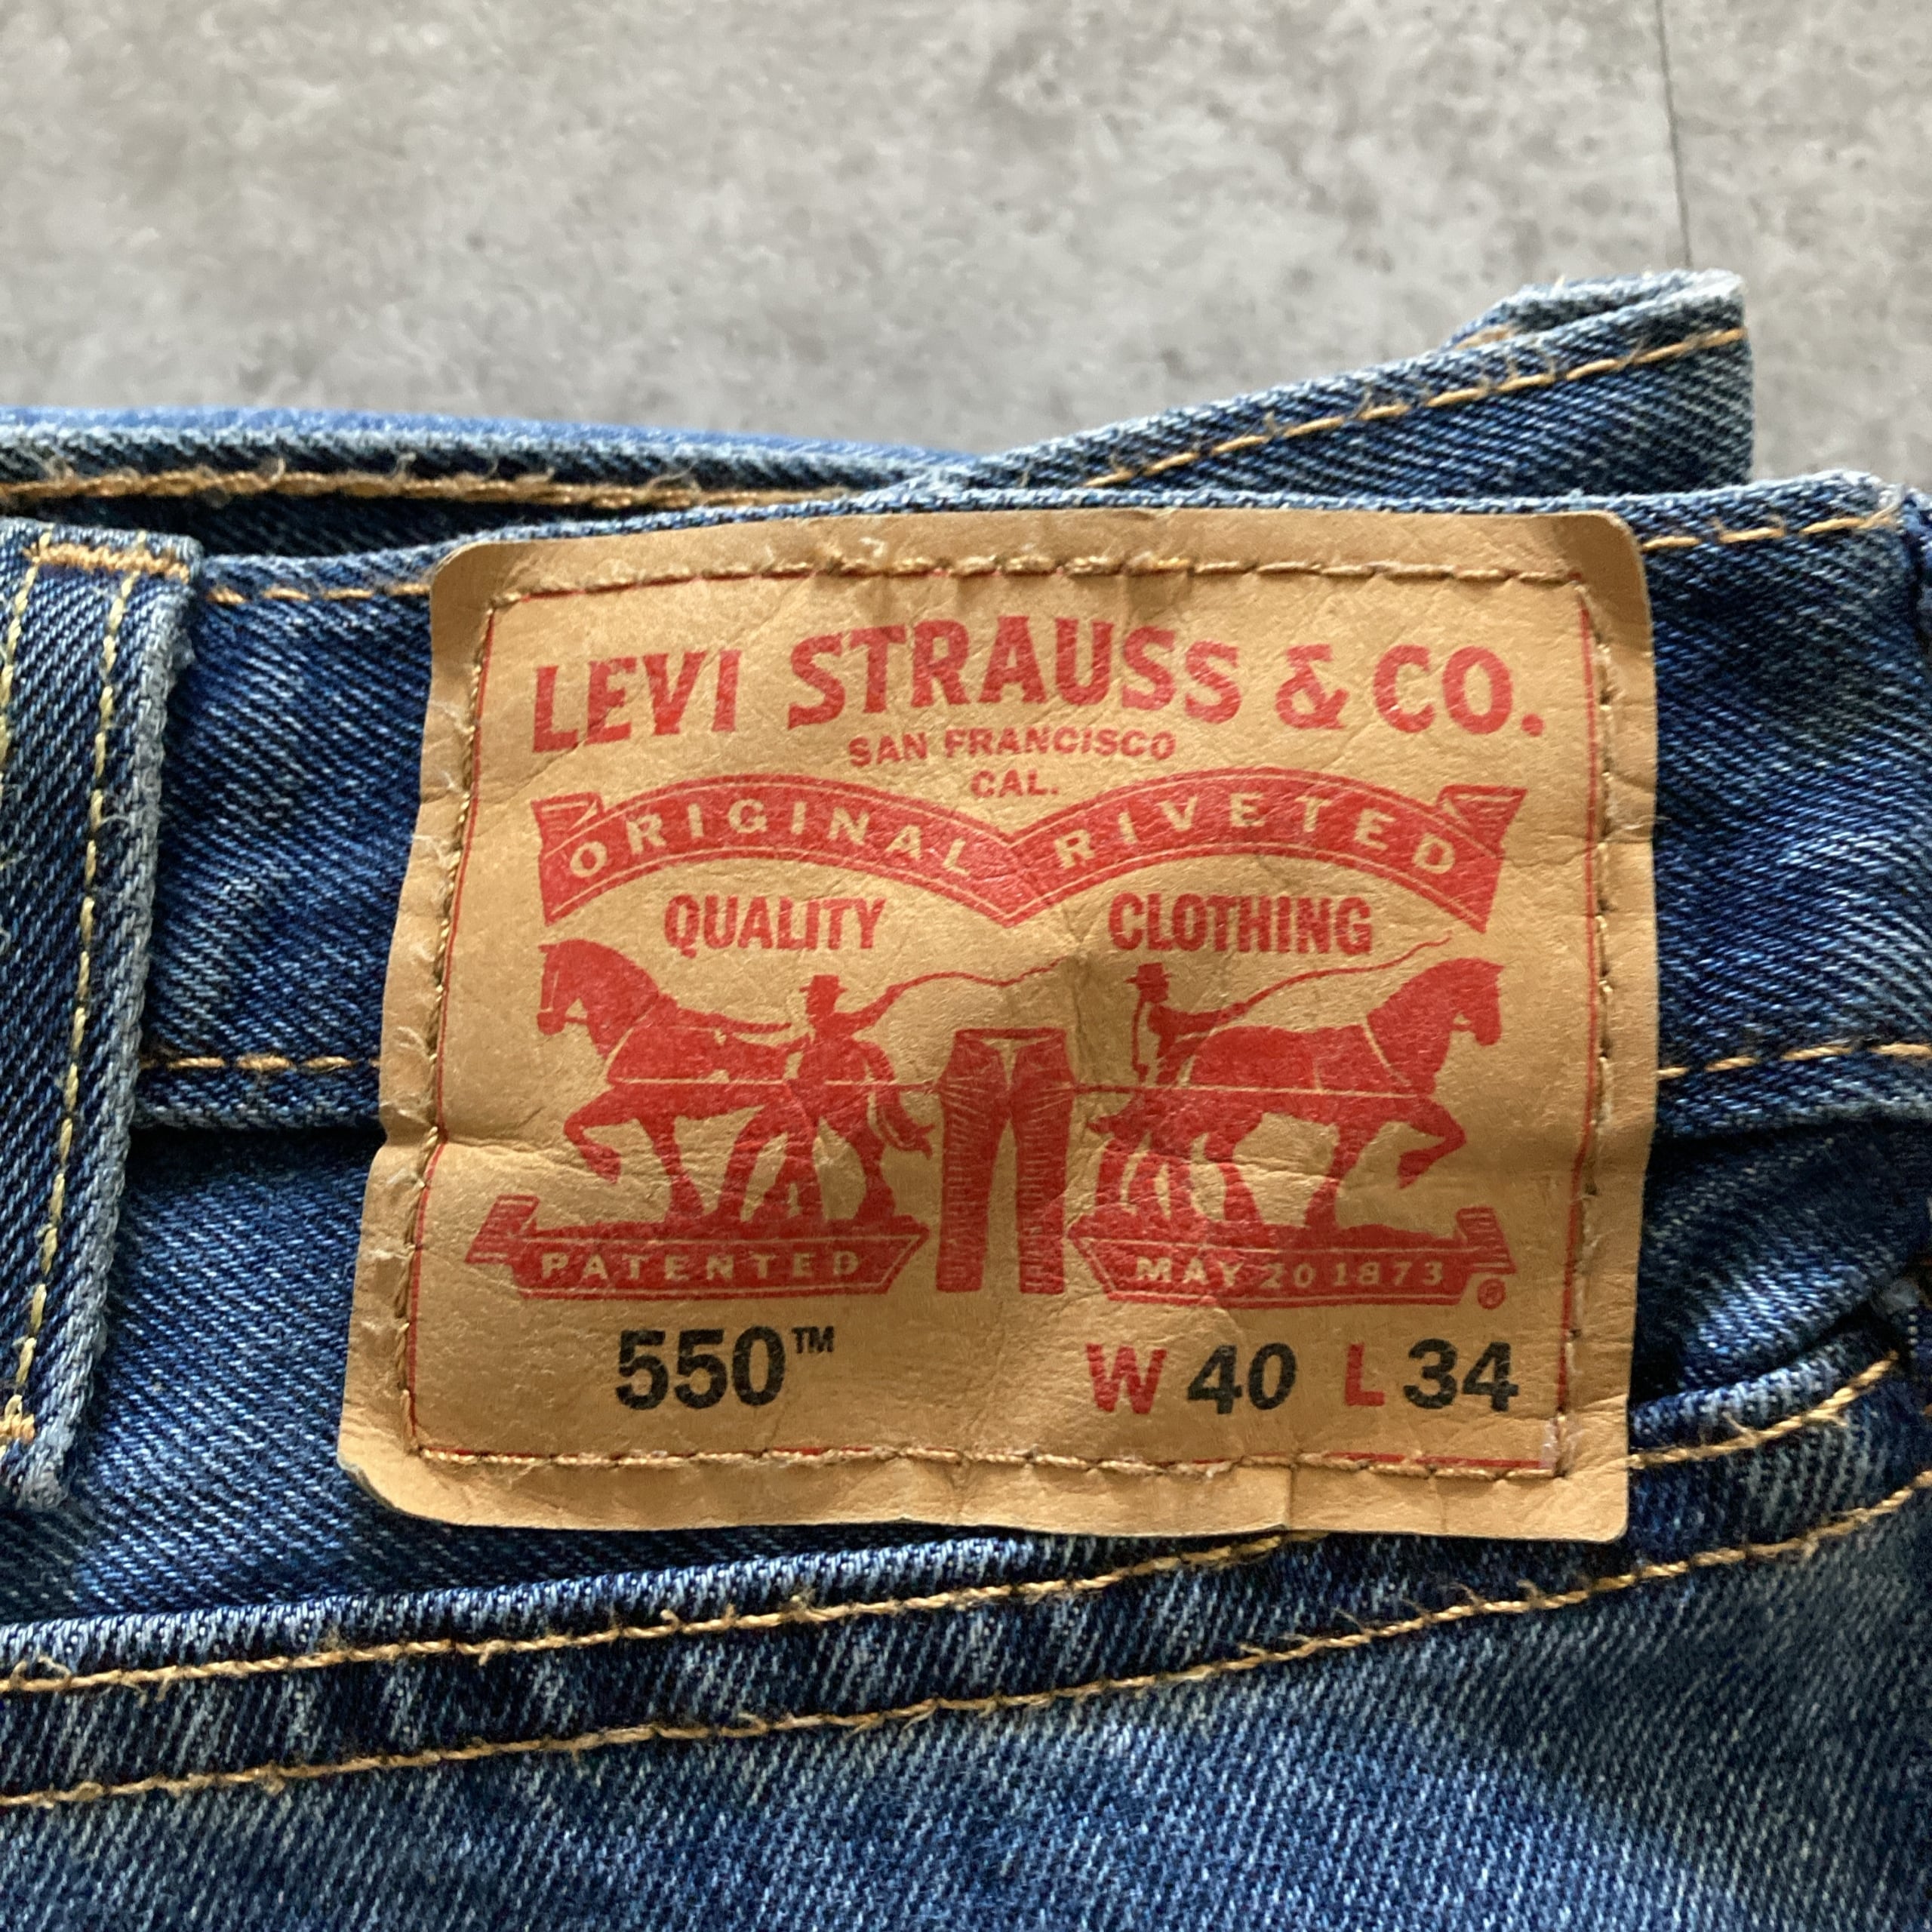 LEVI STRAUSS & CO.
SAN FRANCISCO
CAL.
ORIGINAL RIVETED
QUALITY CLOTHING
PATENTED MAY 20 1873 ®
550™ W 40 L 34